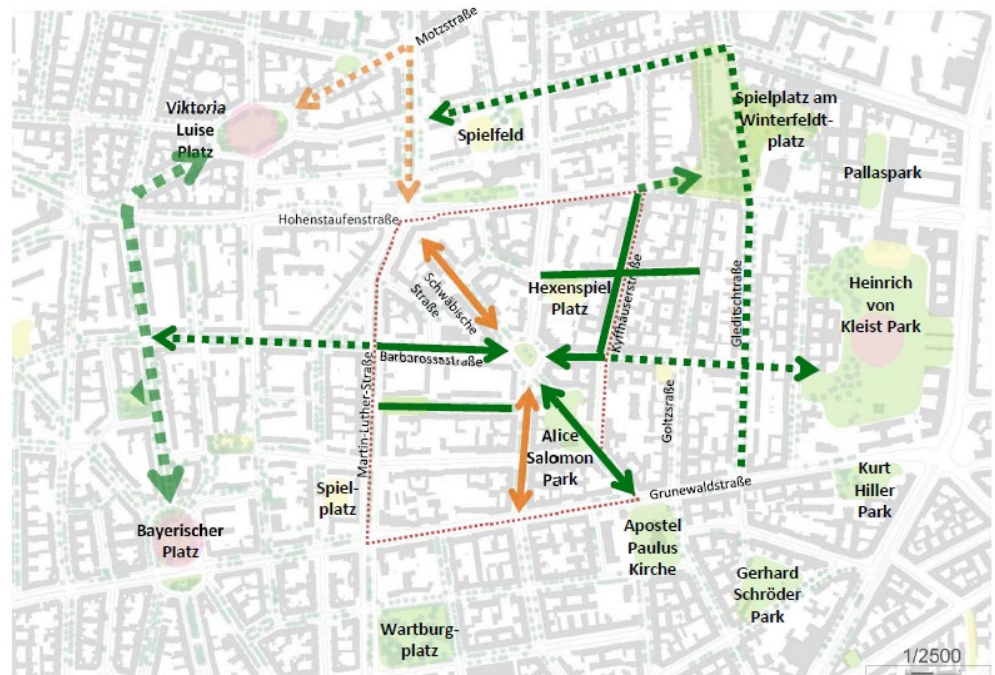 Motzstraße
Viktoria
Luise
Platz
Spielfeld
Spielplatz am
Winterfeldt-
platz
Pallaspark
Hohenstaufenstraße
Schwäbische
Straße
Hexenspiel
Platz
Kyffhäuserstraße
Gleditschtraße
Heinrich
von
Kleist Park
Barbarossastraße
Martin-Luther-Straße
Goltzsraße
Alice
Salomon
Park
Spiel-
platz
Grunewaldstraße
Kurt
Hiller
Park
Bayerischer
Platz
Apostel
Paulus
Kirche
Gerhard
Schröder
Park
Wartburg-
platz
1/2500